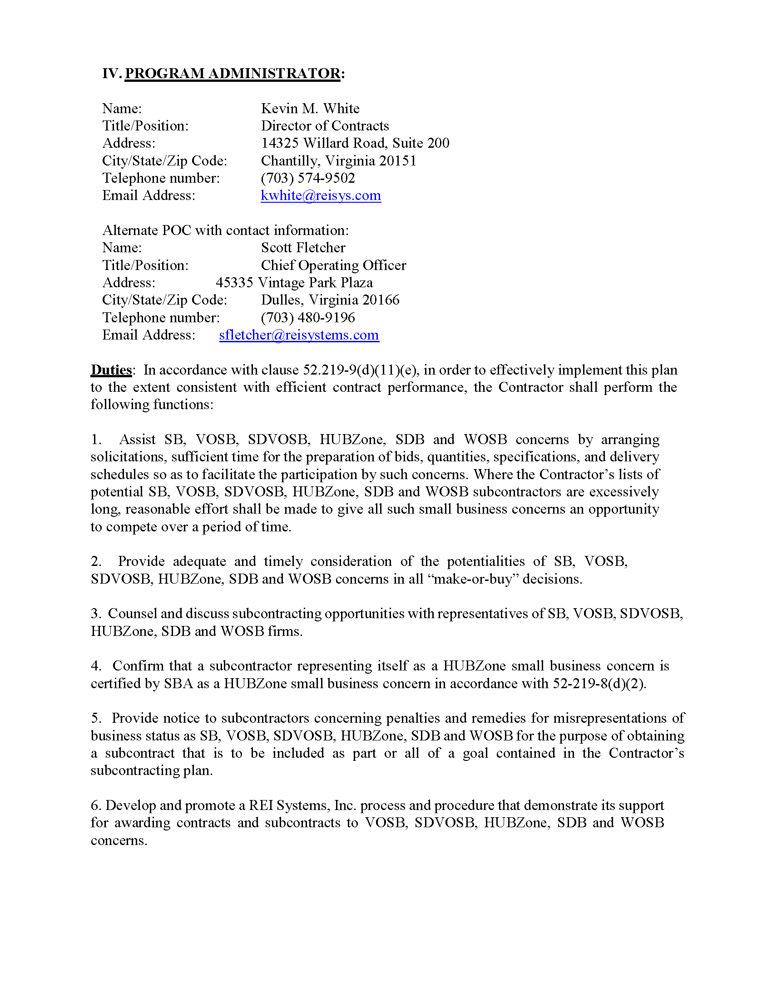 IV. PROGRAM ADMINISTRATOR:
Name: Kevin M. White
Title/Position: Director of Contracts
Address: 14325 Willard Road, Suite 200
City/State/Zip Code: Chantilly, Virginia 20151
Telephone number: (703) 574-9502
Email Address: kwhite@reisys.com
Alternate POC with contact information:
Name: Scott Fletcher
Title/Position: Chief Operating Officer
Address: 45335 Vintage Park Plaza
City/State/Zip Code: Dulles, Virginia 20166
Telephone number: (703) 480-9196
Email Address: sfletcher@reisystems.com
Duties: In accordance with clause 52.219-9(d)(11)(e), in order to effectively implement this plan
to the extent consistent with efficient contract performance, the Contractor shall perform the
following functions:
1. Assist SB, VOSB, SDVOSB, HUBZone, SDB and WOSB concerns by arranging
solicitations, sufficient time for the preparation of bids, quantities, specifications, and delivery
schedules so as to facilitate the participation by such concerns. Where the Contractor’s lists of
potential SB, VOSB, SDVOSB, HUBZone, SDB and WOSB subcontractors are excessively
long, reasonable effort shall be made to give all such small business concerns an opportunity
to compete over a period of time.
2. Provide adequate and timely consideration of the potentialities of SB, VOSB,
SDVOSB, HUBZone, SDB and WOSB concerns in all “make-or-buy” decisions.
3. Counsel and discuss subcontracting opportunities with representatives of SB, VOSB, SDVOSB,
HUBZone, SDB and WOSB firms.
4. Confirm that a subcontractor representing itself as a HUBZone small business concern is
certified by SBA as a HUBZone small business concern in accordance with 52-219-8(d)(2).
5. Provide notice to subcontractors concerning penalties and remedies for misrepresentations of
business status as SB, VOSB, SDVOSB, HUBZone, SDB and WOSB for the purpose of obtaining
a subcontract that is to be included as part or all of a goal contained in the Contractor’s
subcontracting plan.
6. Develop and promote a REI Systems, Inc. process and procedure that demonstrate its support
for awarding contracts and subcontracts to VOSB, SDVOSB, HUBZone, SDB and WOSB
concerns.